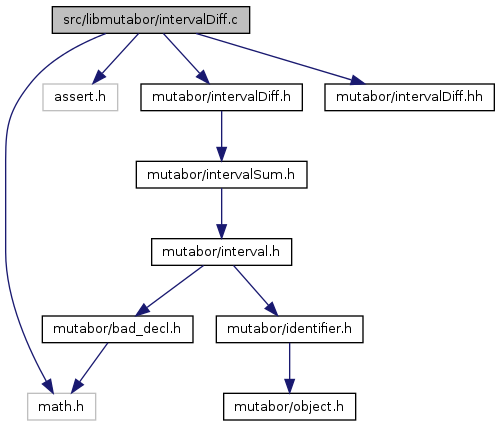 src/libmutabor/intervalDiff.c
assert.h
mutabor/intervalDiff.h
mutabor/intervalDiff.hh
mutabor/intervalSum.h
mutabor/interval.h
mutabor/bad_decl.h
mutabor/identifier.h
math.h
mutabor/object.h